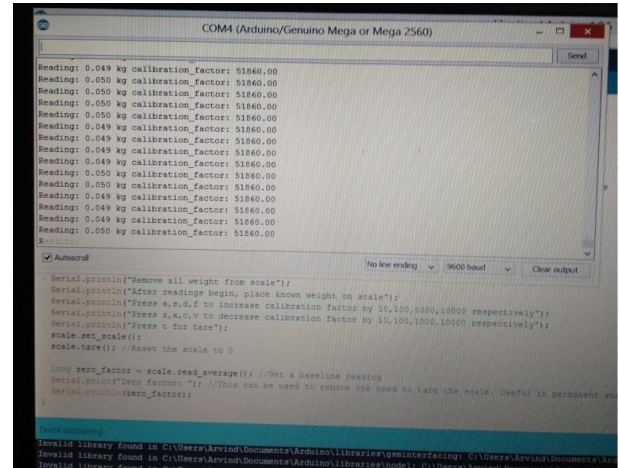 COM4 (Arduino/Genuino Mega or Mega 2560)
Send
Reading: 0.049 kg calibration_factor: 51860.00
Reading: 0.050 kg calibration_factor: 51860.00
Reading: 0.050 kg calibration_factor: 51860.00
Reading: 0.050 kg calibration_factor: 51860.00
Reading: 0.050 kg calibration_factor: 51860.00
Reading: 0.049 kg calibration_factor: 51860.00
Reading: 0.049 kg calibration_factor: 51860.00
Reading: 0.049 kg calibration_factor: 51860.00
Reading: 0.049 kg calibration_factor: 51860.00
Reading: 0.050 kg calibration_factor: 51860.00
Reading: 0.050 kg calibration_factor: 51860.00
Reading: 0.049 kg calibration_factor: 51860.00
Reading: 0.049 kg calibration_factor: 51860.00
Reading: 0.049 kg calibration_factor: 51860.00
Reading: 0.050 kg calibration_factor: 51860.00
Reading:
Autoscroll
No line ending
9600 baud
Clear output
Serial.println("Remove all weight from scale");
Serial.println("After readings begin, place known weight on scale");
Serial.println("Press a,s,d,f to increase calibration factor by 10,100,1000,10000 respectively");
Serial.println("Press z,x,c,v to decrease calibration factor by 10,100,1000,10000 respectively");
Serial.println("Press t for tare");
scale.set_scale();
scale.tare(); //Reset the scale to 0
long zero_factor = scale.read_average(); //Get a baseline reading
Serial.print("Zero factor: "); //This can be used to remove the need to tare the scale. Useful in permanent
Serial.println(zero_factor);
}
Done uploading.
Invalid library found in C:\Users\Arvind\Documents\Arduino\libraries\gsminterfacing: C:\Users\Arvind\Documents\
Invalid library found in C:\Users\Arvind\Documents\Arduino\libraries\node1: